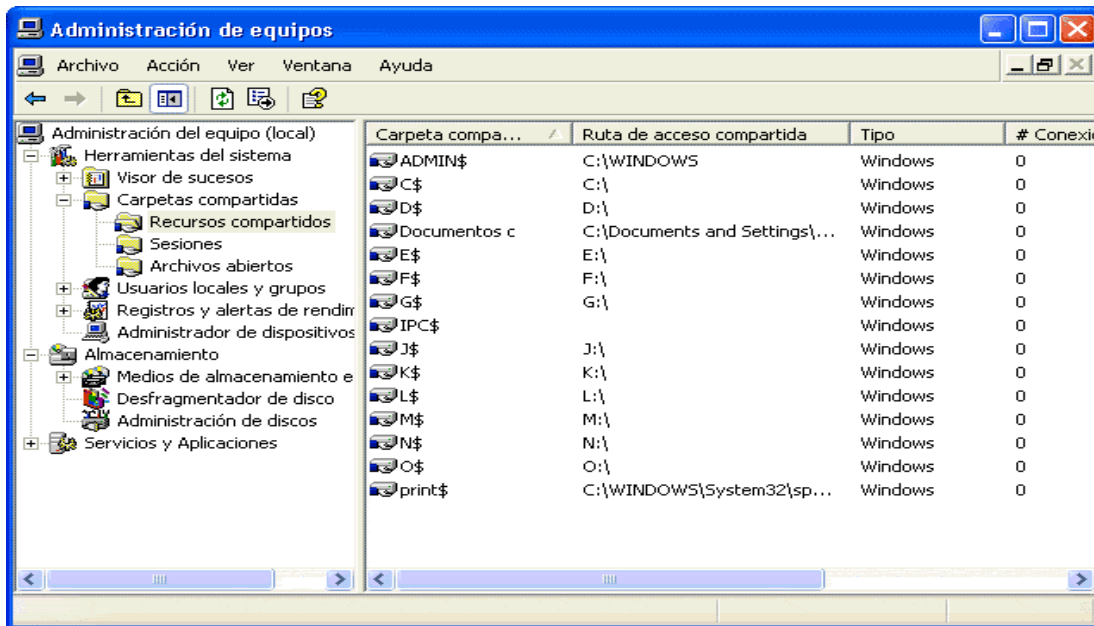 Administración de equipos
Archivo Acción Ver Ventana Ayuda
Administración del equipo (local)
Herramientas del sistema
Visor de sucesos
Carpetas compartidas
Recursos compartidos
Sesiones
Archivos abiertos
Usuarios locales y grupos
Registros y alertas de rendim
Administrador de dispositivos
Almacenamiento
Medios de almacenamiento e
Desfragmentador de disco
Administración de discos
Servicios y Aplicaciones
Carpeta compa... Ruta de acceso compartida Tipo # Conexi
ADMIN$ C:\WINDOWS Windows 0
C$ C:\ Windows 0
D$ D:\ Windows 0
Documentos c C:\Documents and Settings\... Windows 0
E$ E:\ Windows 0
F$ F:\ Windows 0
G$ G:\ Windows 0
IPC$ Windows 0
J$ J:\ Windows 0
K$ K:\ Windows 0
L$ L:\ Windows 0
M$ M:\ Windows 0
N$ N:\ Windows 0
O$ O:\ Windows 0
print$ C:\WINDOWS\System32\sp... Windows 0